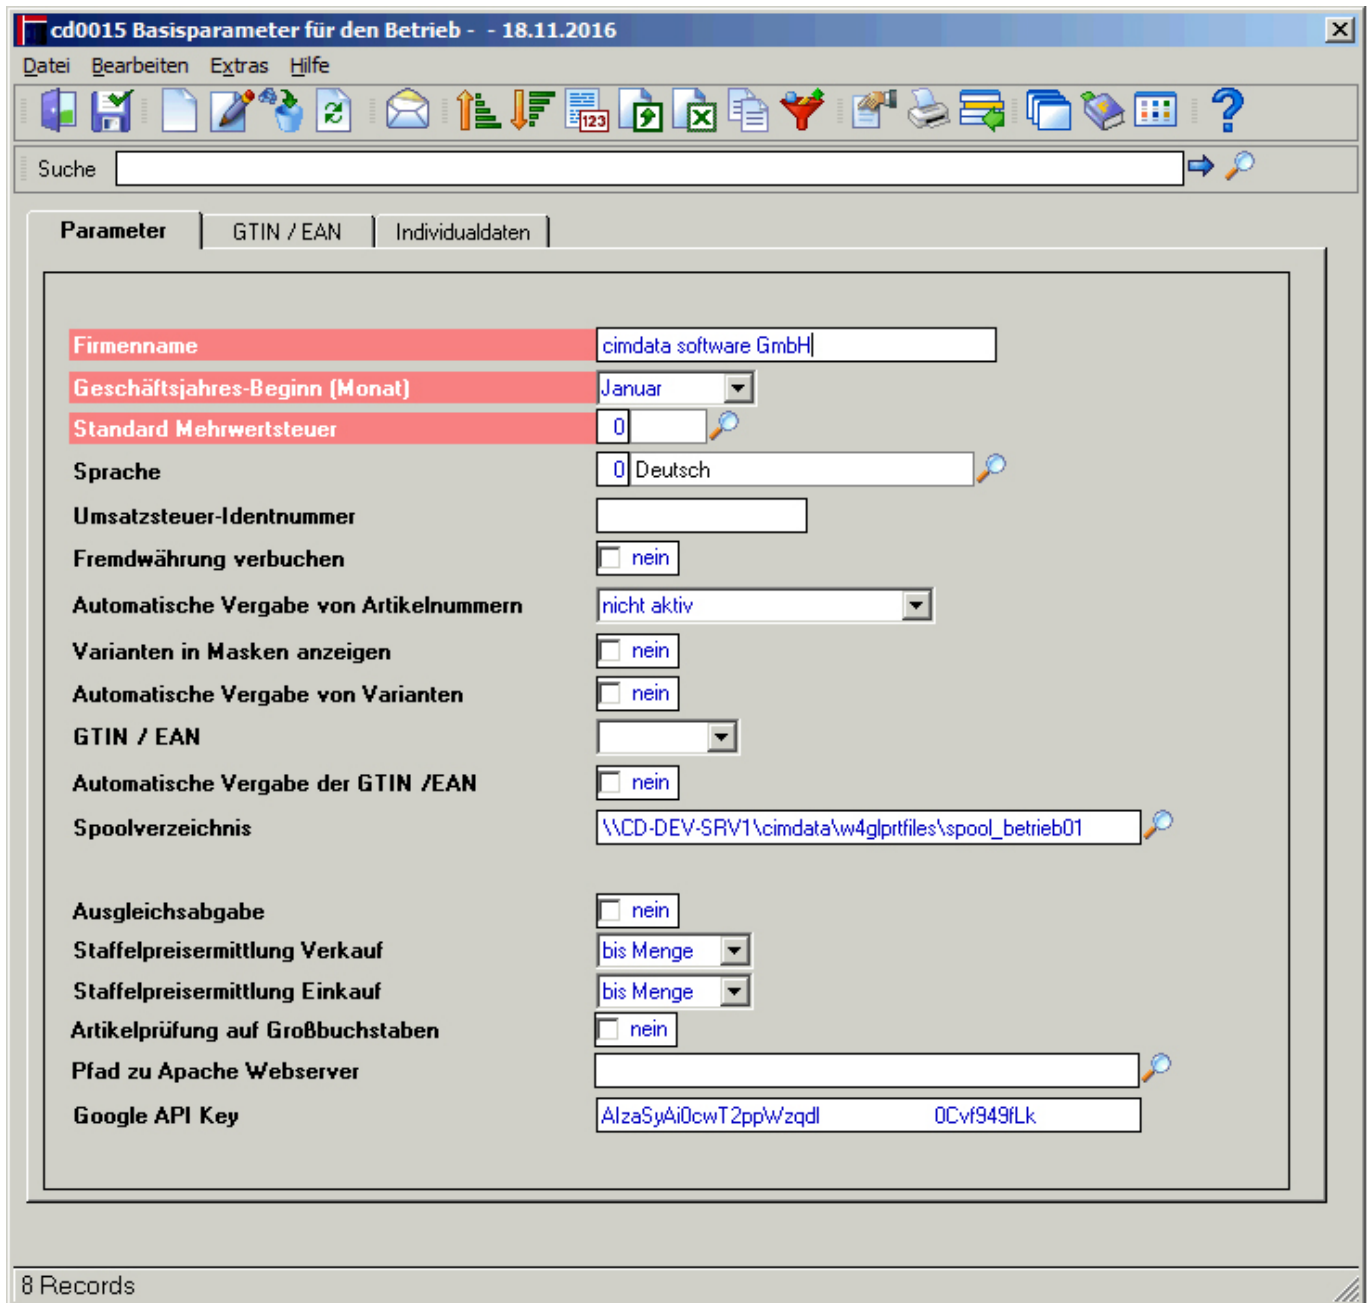 cd0015 Basisparameter für den Betrieb - - 18.11.2016
Datei Bearbeiten Extras Hilfe
123
Suche
Parameter GTIN / EAN Individualdaten
Firmenname cimdata software GmbH
Geschäftsjahres-Beginn (Monat) Januar
Standard Mehrwertsteuer 0
Sprache 0 Deutsch
Umsatzsteuer-Identnummer
Fremdwährung verbuchen nein
Automatische Vergabe von Artikelnummern nicht aktiv
Varianten in Masken anzeigen nein
Automatische Vergabe von Varianten nein
GTIN / EAN
Automatische Vergabe der GTIN /EAN nein
Spoolverzeichnis \\CD-DEV-SRV1\cimdata\w4glprtfiles\spool_betrieb01
Ausgleichsabgabe nein
Staffelpreisermittlung Verkauf bis Menge
Staffelpreisermittlung Einkauf bis Menge
Artikelprüfung auf Großbuchstaben nein
Pfad zu Apache Webserver
Google API Key AIzaSyAi0cwT2ppWzqdI 0Cvf949fLk
8 Records